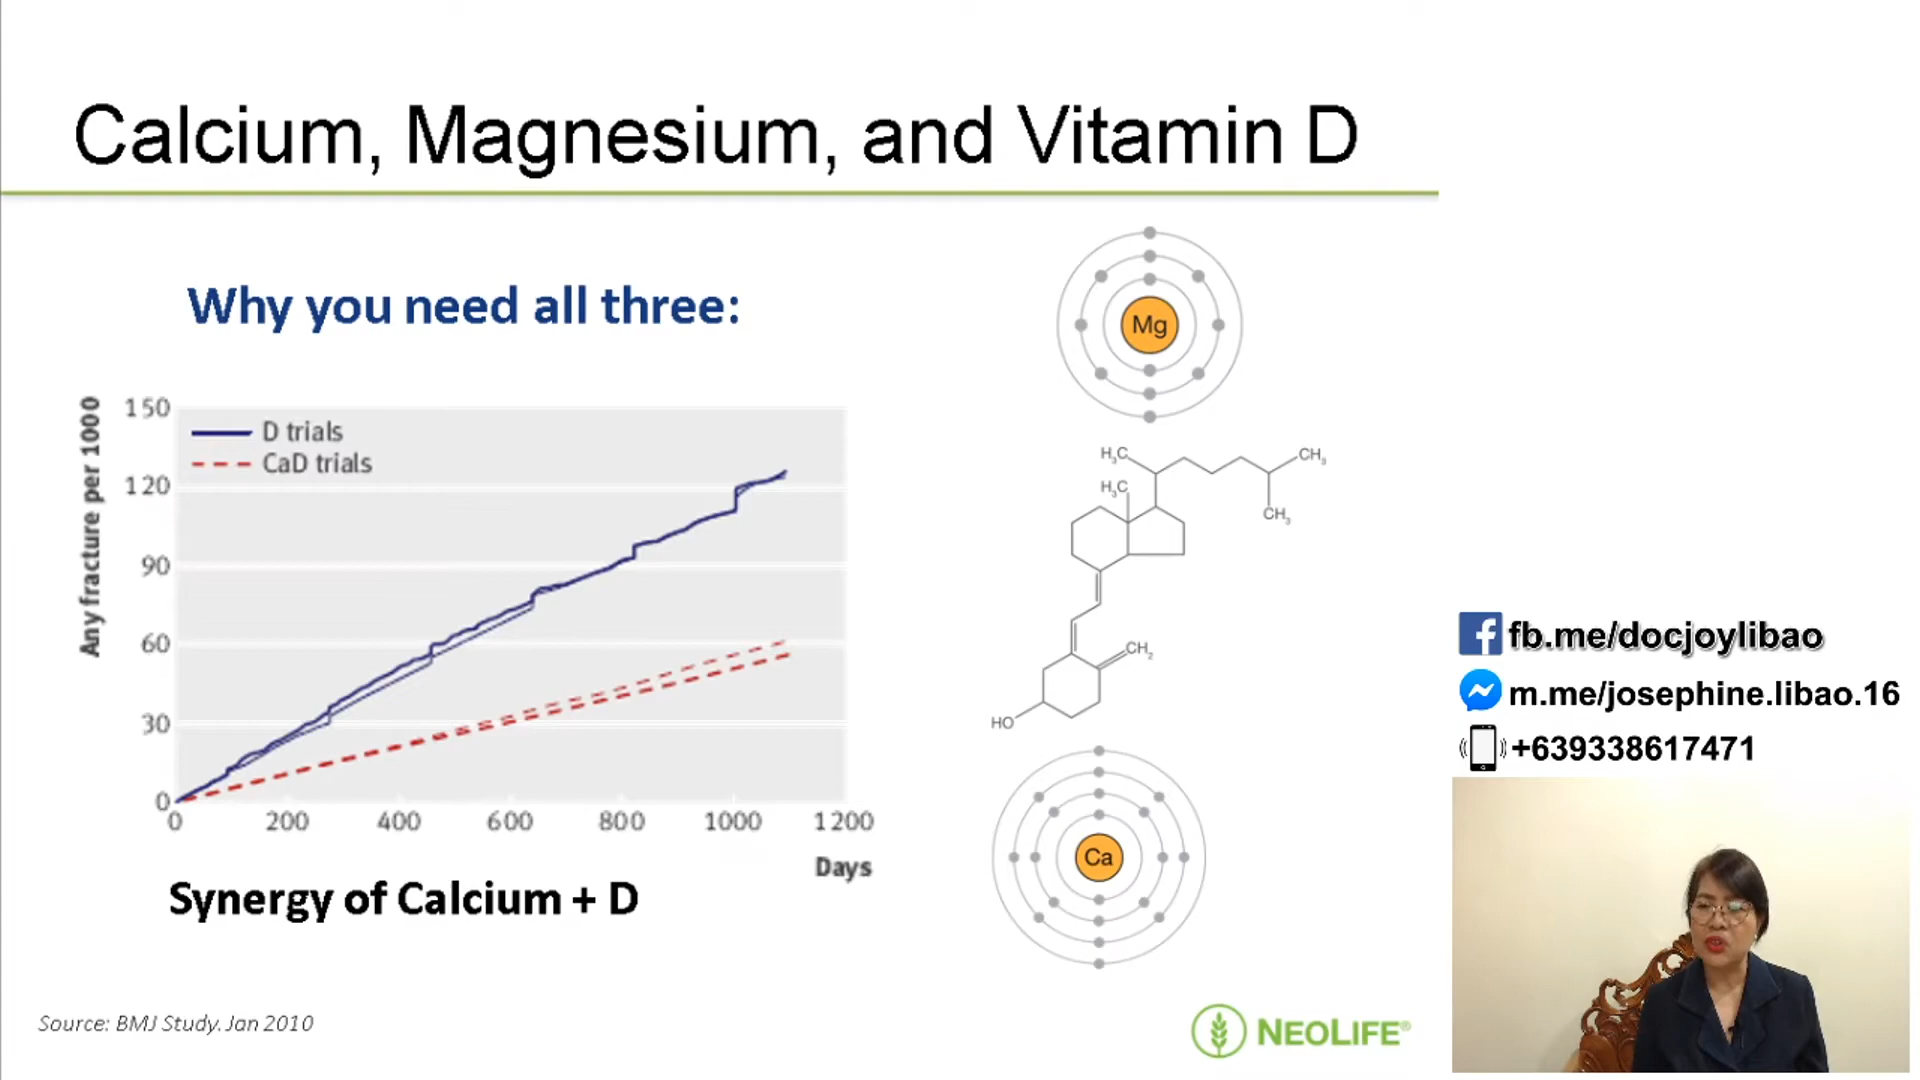 Calcium, Magnesium, and Vitamin D
Why you need all three:
Any fracture per 1000
150
120
90
60
30
0
D trials
CaD trials
0 200 400 600 800 1000 1200
Days
Synergy of Calcium + D
Source: BMJ Study. Jan 2010
Mg
H₃C
CH₃
H₃C
CH₃
CH₂
HO
Ca
NEOLIFE®
fb.me/docjoylibao
m.me/josephine.libao.16
+639338617471